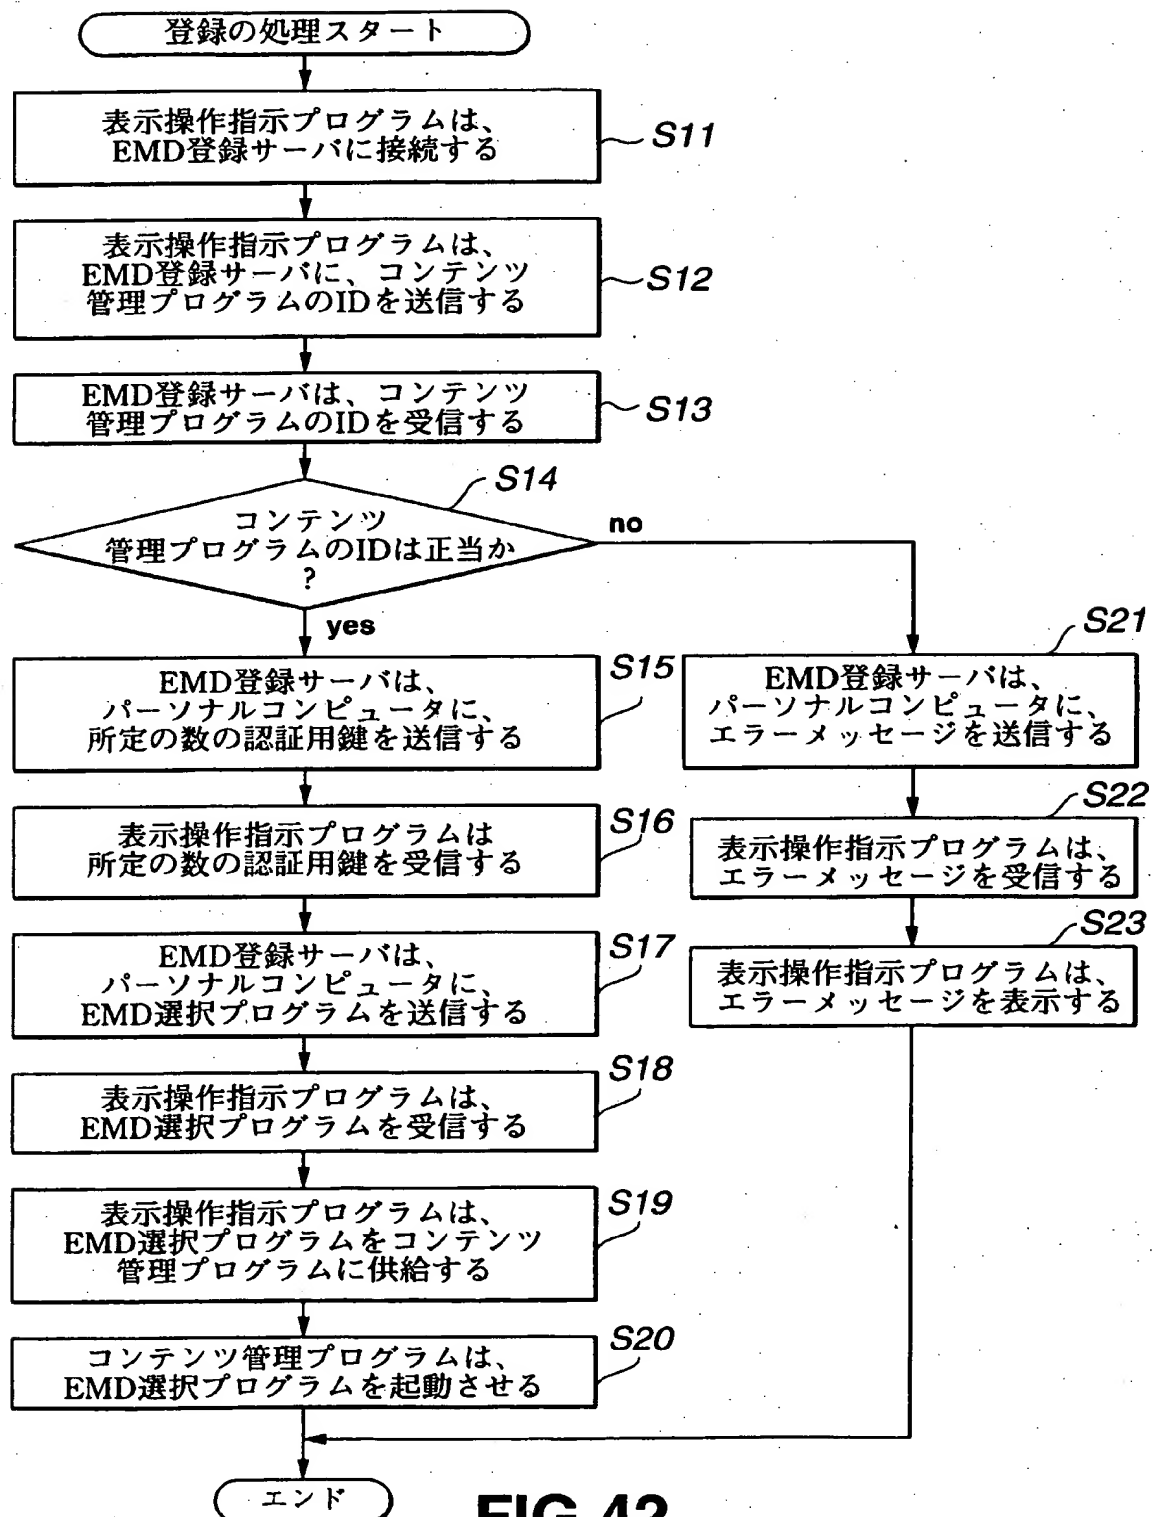 登録の処理スタート
表示操作指示プログラムは、
EMD登録サーバに接続する
S11
表示操作指示プログラムは、
EMD登録サーバに、コンテンツ
管理プログラムのIDを送信する
S12
EMD登録サーバは、コンテンツ
管理プログラムのIDを受信する
S13
S14
コンテンツ
管理プログラムのIDは正当か
?
no
yes
EMD登録サーバは、
パーソナルコンピュータに、
所定の数の認証用鍵を送信する
S15
表示操作指示プログラムは
所定の数の認証用鍵を受信する
S16
EMD登録サーバは、
パーソナルコンピュータに、
EMD選択プログラムを送信する
S17
表示操作指示プログラムは、
EMD選択プログラムを受信する
S18
表示操作指示プログラムは、
EMD選択プログラムをコンテンツ
管理プログラムに供給する
S19
コンテンツ管理プログラムは、
EMD選択プログラムを起動させる
S20
S21
EMD登録サーバは、
パーソナルコンピュータに、
エラーメッセージを送信する
S22
表示操作指示プログラムは、
エラーメッセージを受信する
S23
表示操作指示プログラムは、
エラーメッセージを表示する
エンド
FIG.42